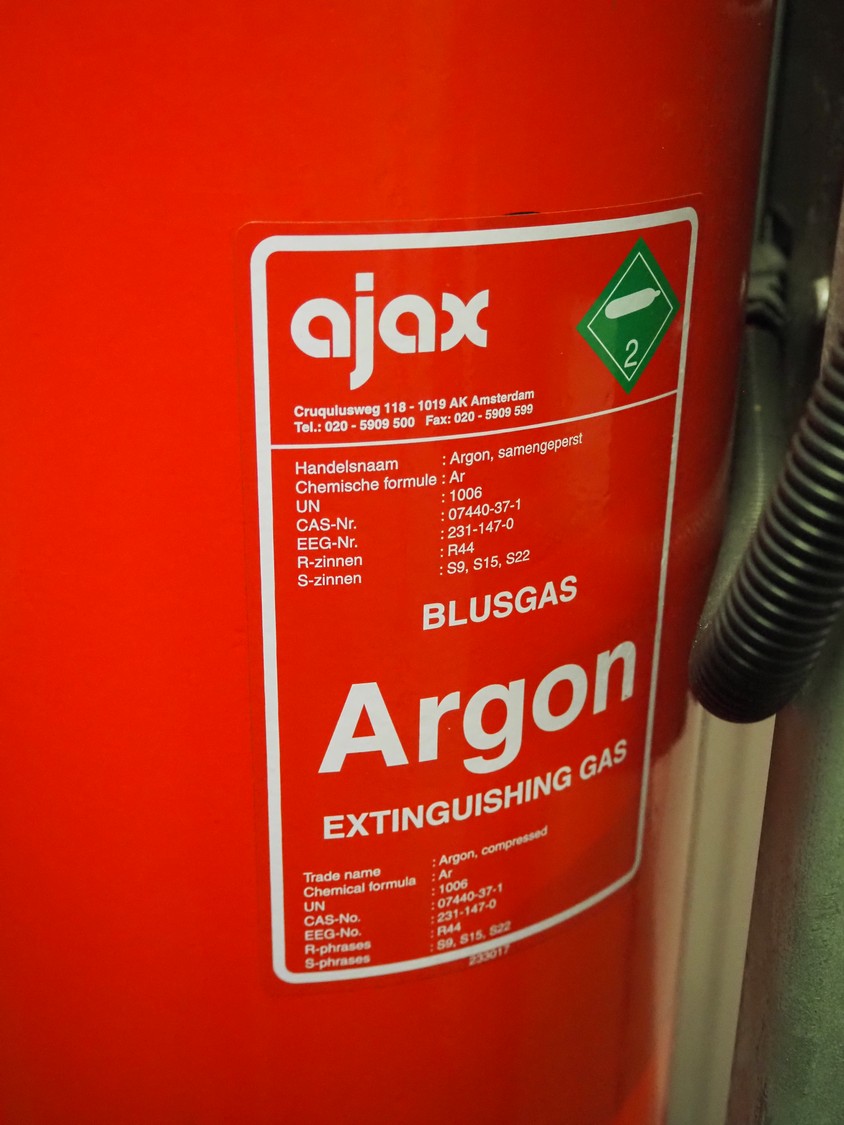 ajax
2
Cruquiusweg 118 - 1019 AK Amsterdam
Tel.: 020 - 5909 500 Fax: 020 - 5909 599
Handelsnaam : Argon, samengeperst
Chemische formule : Ar
UN : 1006
CAS-Nr. : 07440-37-1
EEG-Nr. : 231-147-0
R-zinnen : R44
S-zinnen : S9, S15, S22
BLUSGAS
Argon
EXTINGUISHING GAS
Trade name : Argon, compressed
Chemical formula : Ar
UN : 1006
CAS-No. : 07440-37-1
EEG-No. : 231-147-0
R-phrases : R44
S-phrases : S9, S15, S22
233017